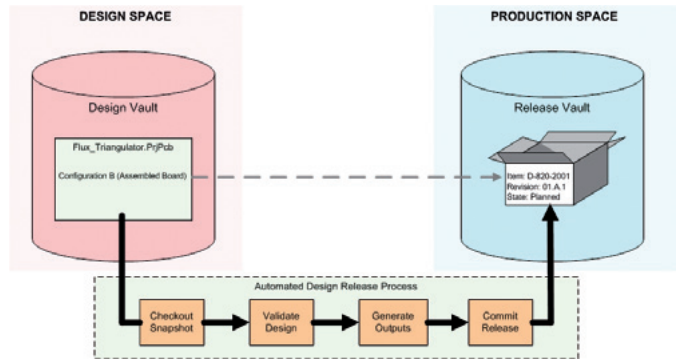 DESIGN SPACE
PRODUCTION SPACE
Design Vault
Release Vault
Flux_Triangulator.PrjPcb
Configuration B (Assembled Board)
Item: D-820-2001
Revision: 01.A.1
State: Planned
Automated Design Release Process
Checkout
Snapshot
Validate
Design
Generate
Outputs
Commit
Release